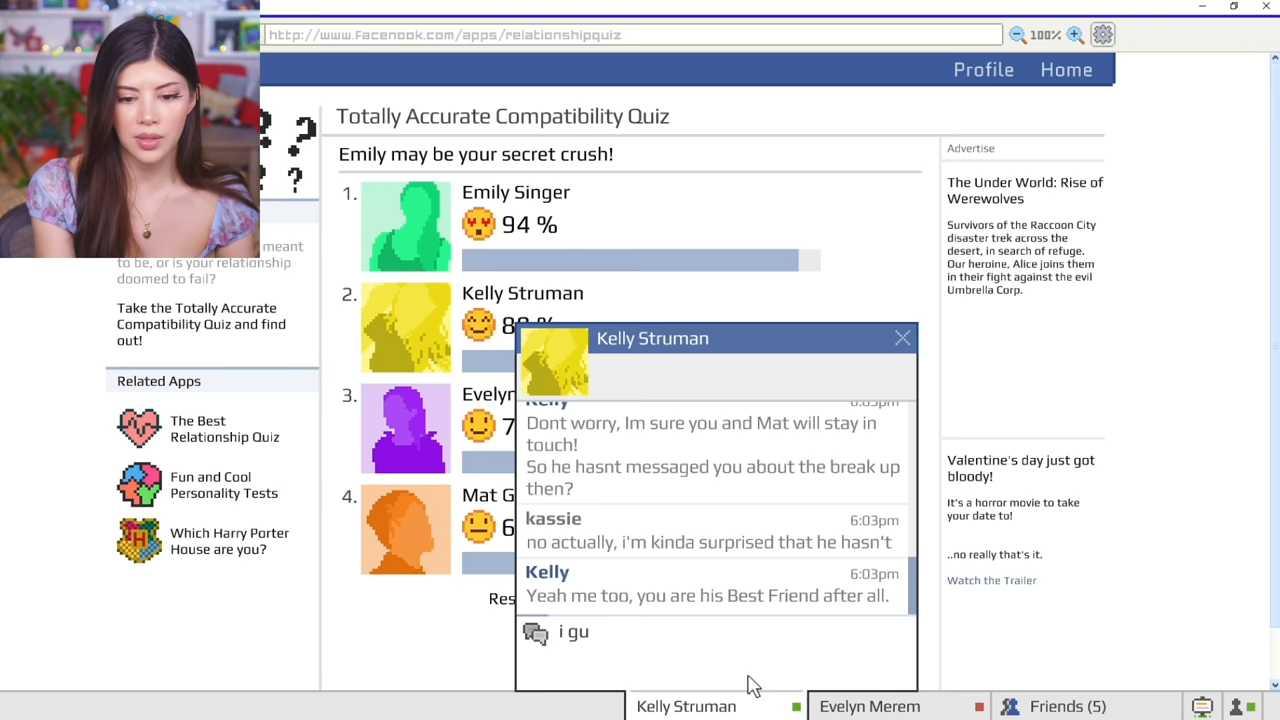 http://www.facenook.com/apps/relationshipquiz
100%
Profile
Home
Totally Accurate Compatibility Quiz
Emily may be your secret crush!
1.
Emily Singer
94 %
2.
Kelly Struman
3.
Evelyn
4.
Mat G
meant
to be, or is your relationship
doomed to fail?
Take the Totally Accurate
Compatibility Quiz and find
out!
Related Apps
The Best
Relationship Quiz
Fun and Cool
Personality Tests
Which Harry Porter
House are you?
Kelly Struman
Kelly 6:03pm
Dont worry, Im sure you and Mat will stay in
touch!
So he hasnt messaged you about the break up
then?
kassie 6:03pm
no actually, i'm kinda surprised that he hasn't
Kelly 6:03pm
Yeah me too, you are his Best Friend after all.
i gu
Advertise
The Under World: Rise of
Werewolves
Survivors of the Raccoon City
disaster trek across the
desert, in search of refuge.
Our heroine, Alice joins them
in their fight against the evil
Umbrella Corp.
Valentine's day just got
bloody!
It's a horror movie to take
your date to!
..no really that's it.
Watch the Trailer
Kelly Struman
Evelyn Merem
Friends (5)